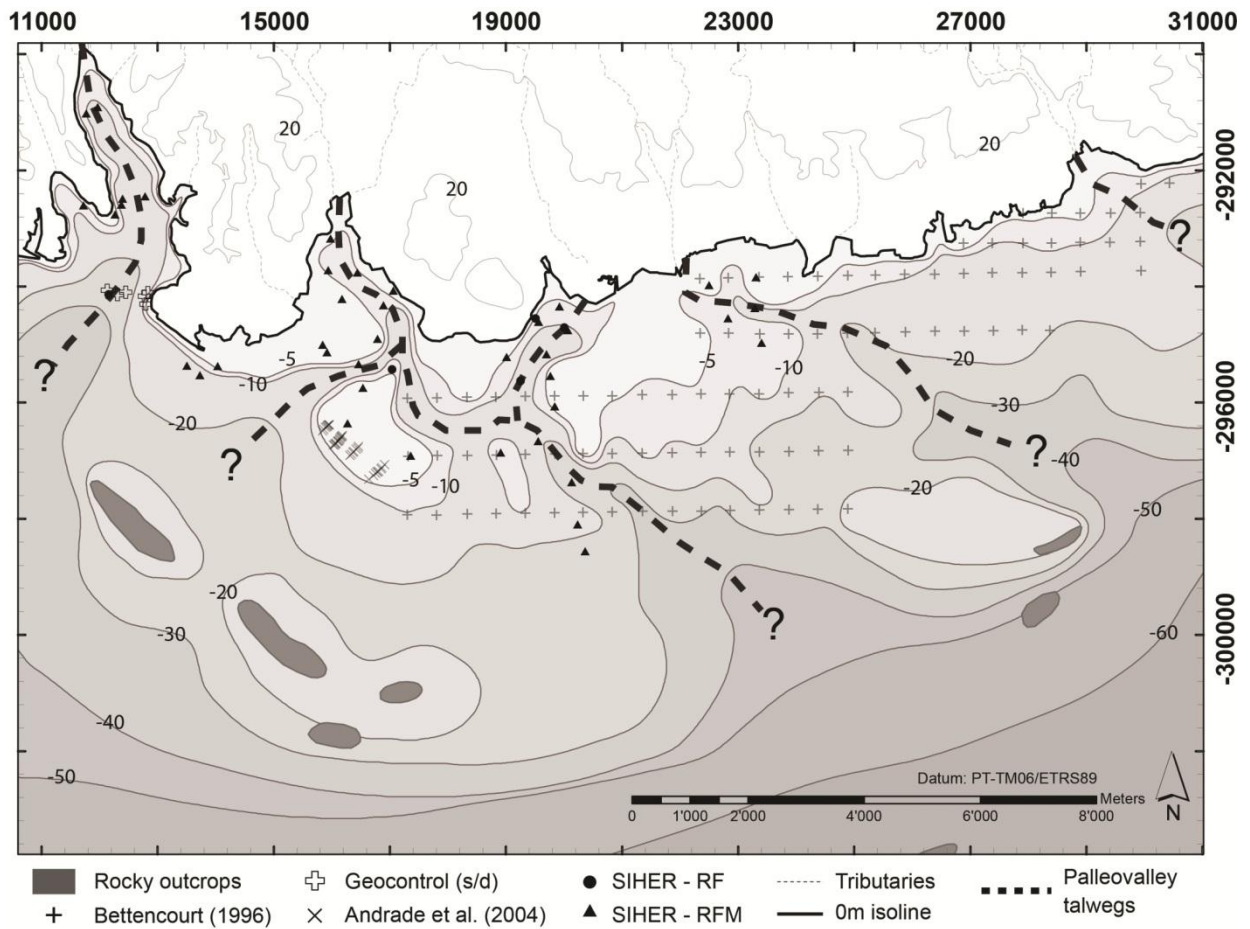 11000 15000 19000 23000 27000 31000
20
20
20
-292000
?
?
-5
-10
-5
-10
-20
-20
-296000
-30
?
?
-40
-5
-10
-20
-50
-20
-300000
?
-30
-60
-40
-50
Datum: PT-TM06/ETRS89
Meters
0 1'000 2'000 4'000 6'000 8'000
N
Rocky outcrops
Geocontrol (s/d)
SIHER - RF
Tributaries
Palleovalley
talwegs
Bettencourt (1996)
Andrade et al. (2004)
SIHER - RFM
0m isoline